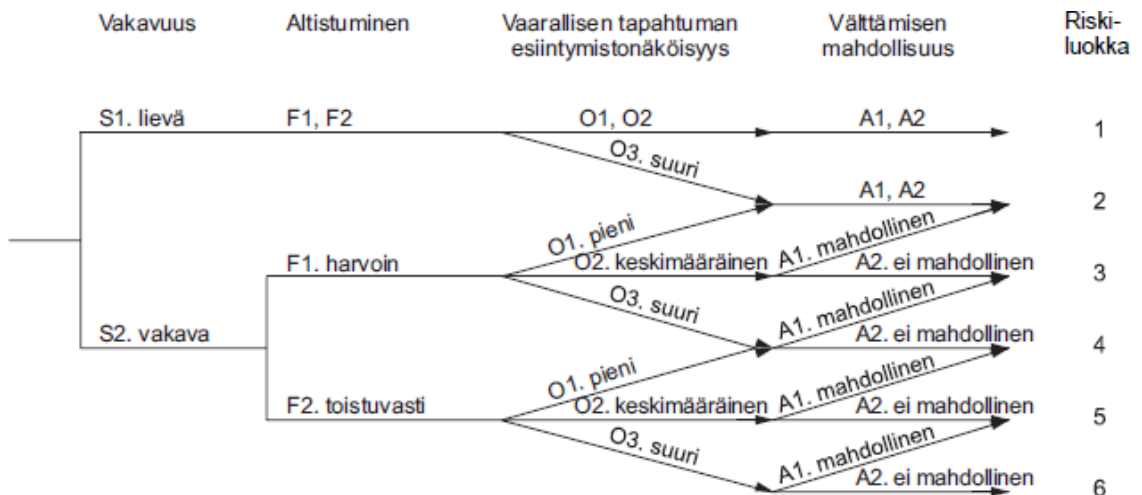 Vakavuus Altistuminen Vaarallisen tapahtuman Välttämisen Riski-
esiintymistonäköisyys mahdollisuus luokka
S1. lievä F1, F2 O1, O2 A1, A2 1
O3. suuri
A1, A2 2
O1. pieni A1. mahdollinen
F1. harvoin O2. keskimääräinen A2. ei mahdollinen 3
O3. suuri A1. mahdollinen
S2. vakava A2. ei mahdollinen 4
O1. pieni A1. mahdollinen
F2. toistuvasti O2. keskimääräinen A2. ei mahdollinen 5
O3. suuri A1. mahdollinen
A2. ei mahdollinen 6